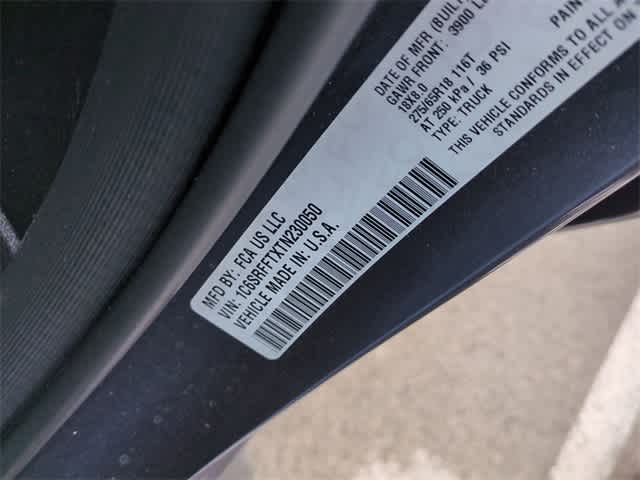 MFD BY: FCA US LLC
VIN: 1C6SRFFTXTN230050
VEHICLE MADE IN: U.S.A.
DATE OF MFR (BUIL
GAWR FRONT: 3900 L
18X8.0
275/65R18 116T
AT 250 kPa / 36 PSI
TYPE: TRUCK
THIS VEHICLE CONFORMS TO ALL A
STANDARDS IN EFFECT ON
PAIN